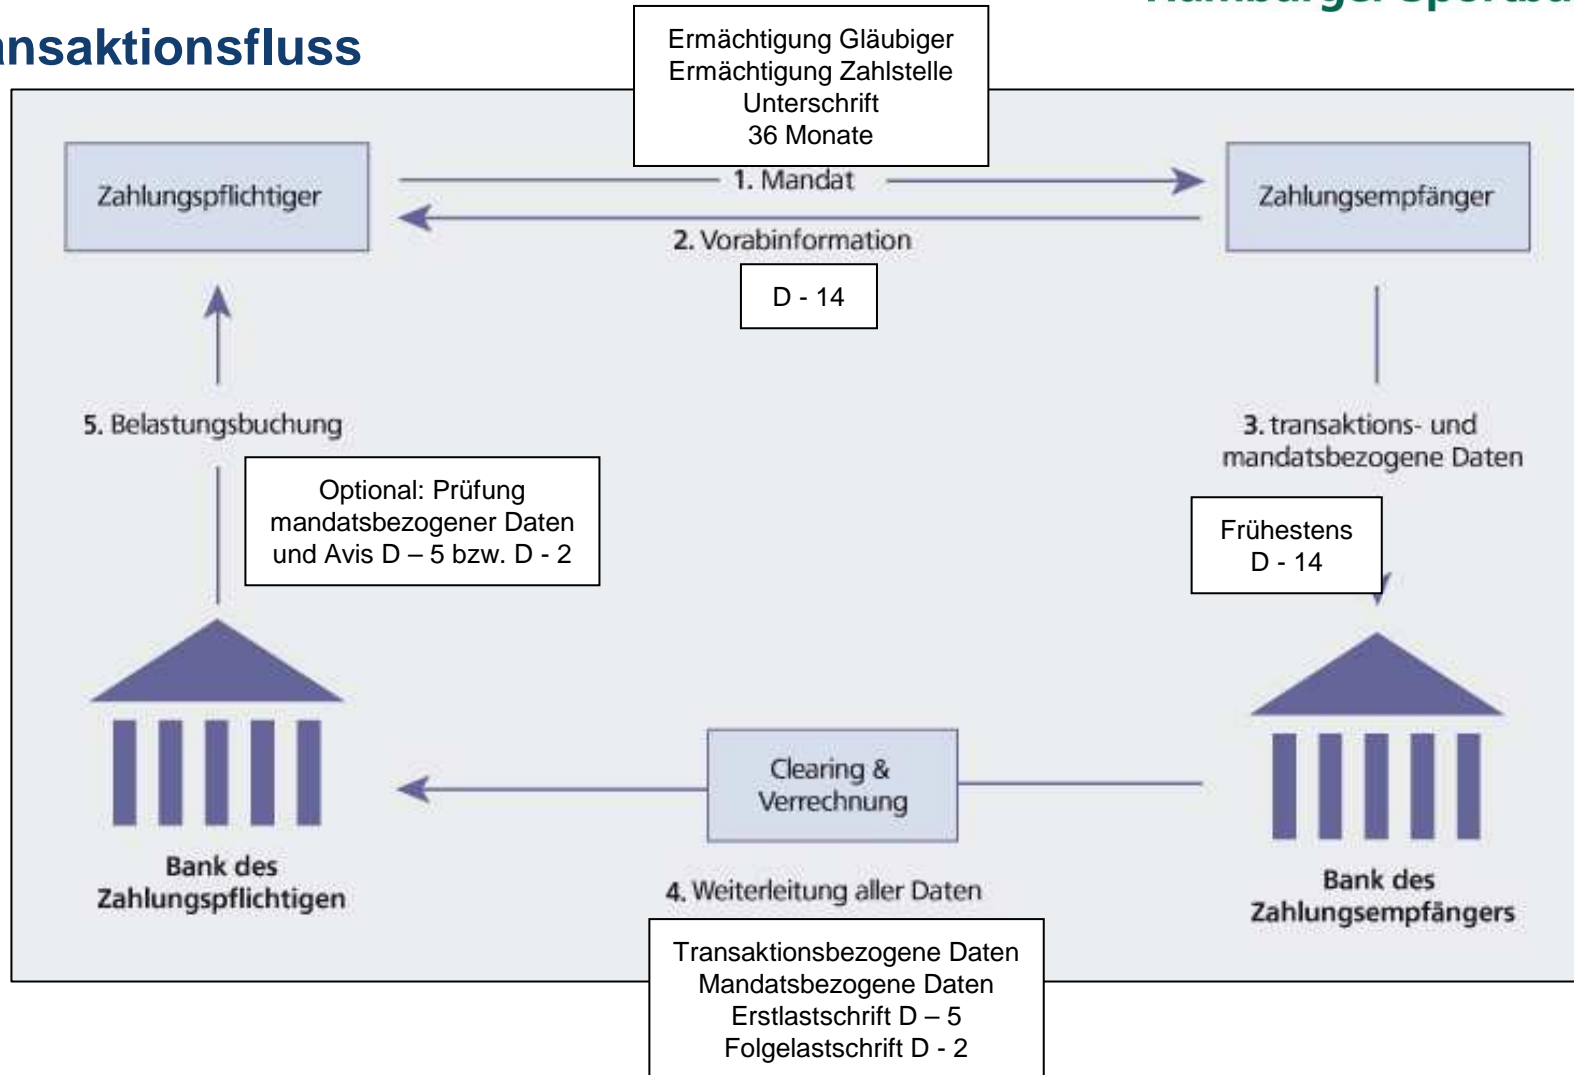 Ermächtigung Gläubiger
Ermächtigung Zahlstelle
Unterschrift
36 Monate
Zahlungspflichtiger
1. Mandat
Zahlungsempfänger
2. Vorabinformation
D - 14
5. Belastungsbuchung
3. transaktions- und
mandatsbezogene Daten
Optional: Prüfung
mandatsbezogener Daten
und Avis D – 5 bzw. D - 2
Frühestens
D - 14
Clearing &
Verrechnung
Bank des
Zahlungspflichtigen
4. Weiterleitung aller Daten
Bank des
Zahlungsempfängers
Transaktionsbezogene Daten
Mandatsbezogene Daten
Erstlastschrift D – 5
Folgelastschrift D - 2